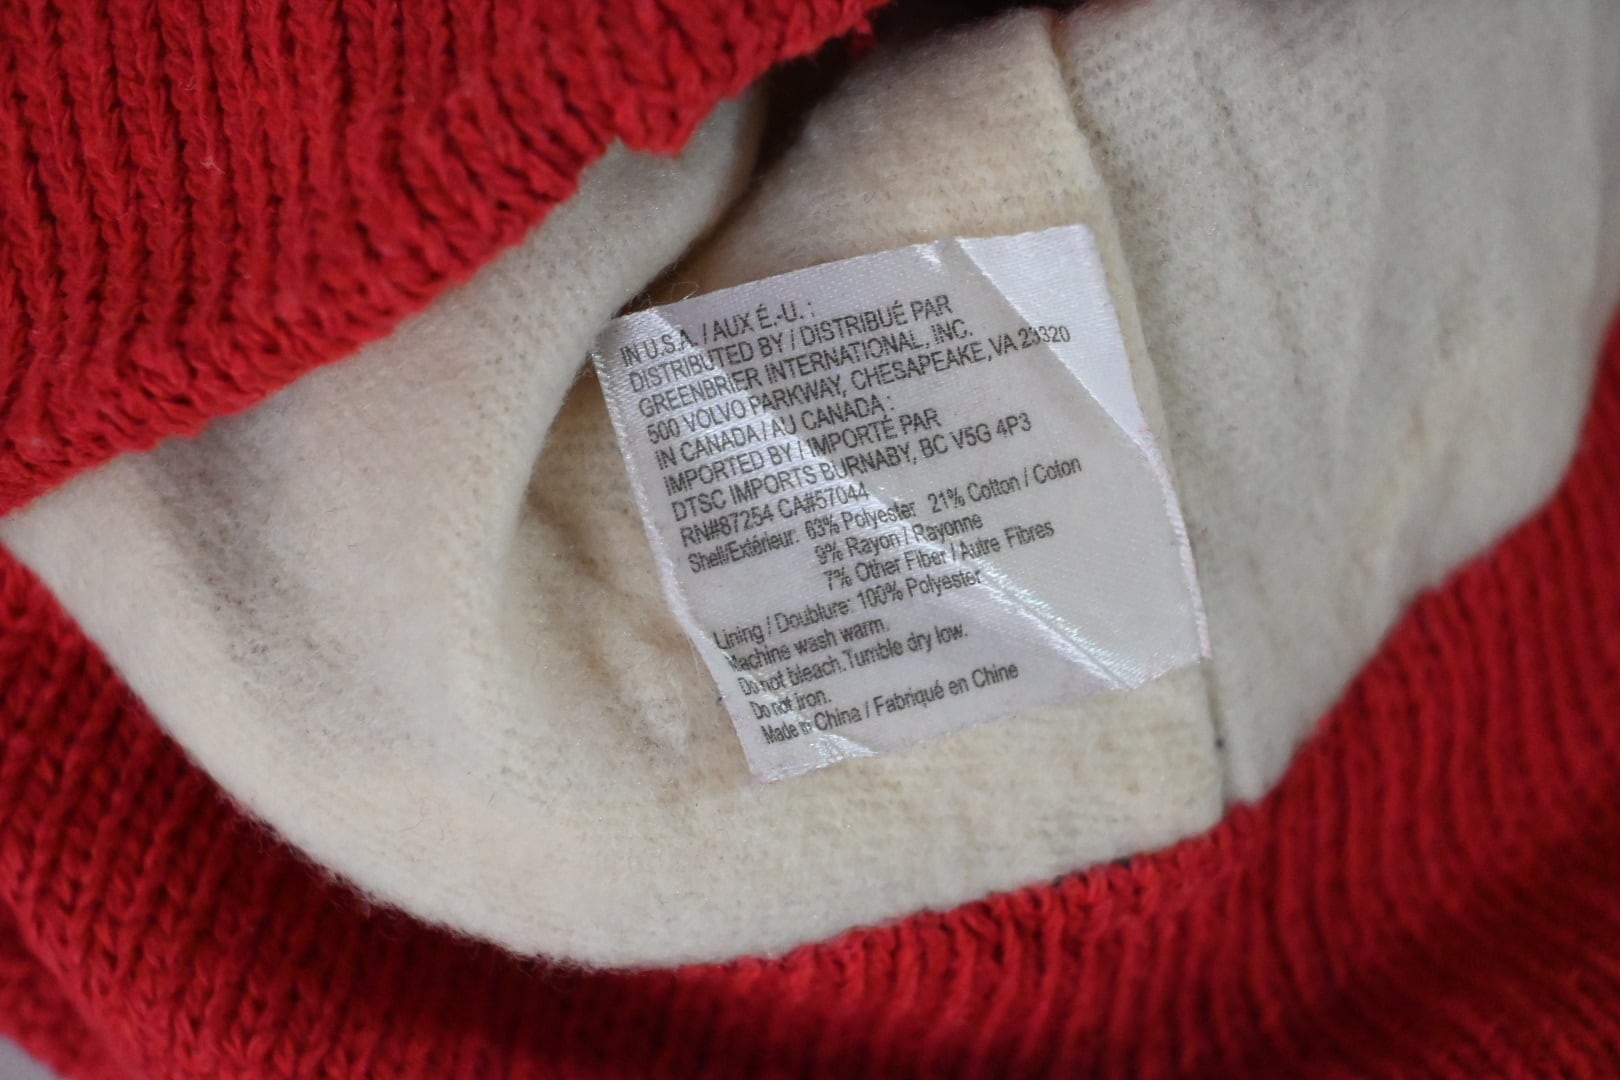 IN U.S.A. / AUX É.-U. :
DISTRIBUTED BY / DISTRIBUÉ PAR
GREENBRIER INTERNATIONAL, INC.
500 VOLVO PARKWAY, CHESAPEAKE, VA 23320
IN CANADA / AU CANADA :
IMPORTED BY / IMPORTÉ PAR
DTSC IMPORTS BURNABY, BC V5G 4P3
RN#87254 CA#57044
Shell/Extérieur: 63% Polyester 21% Cotton / Coton
9% Rayon / Rayonne
7% Other Fiber / Autre Fibres
Lining / Doublure: 100% Polyester
Machine wash warm.
Do not bleach. Tumble dry low.
Do not iron.
Made in China / Fabriqué en Chine